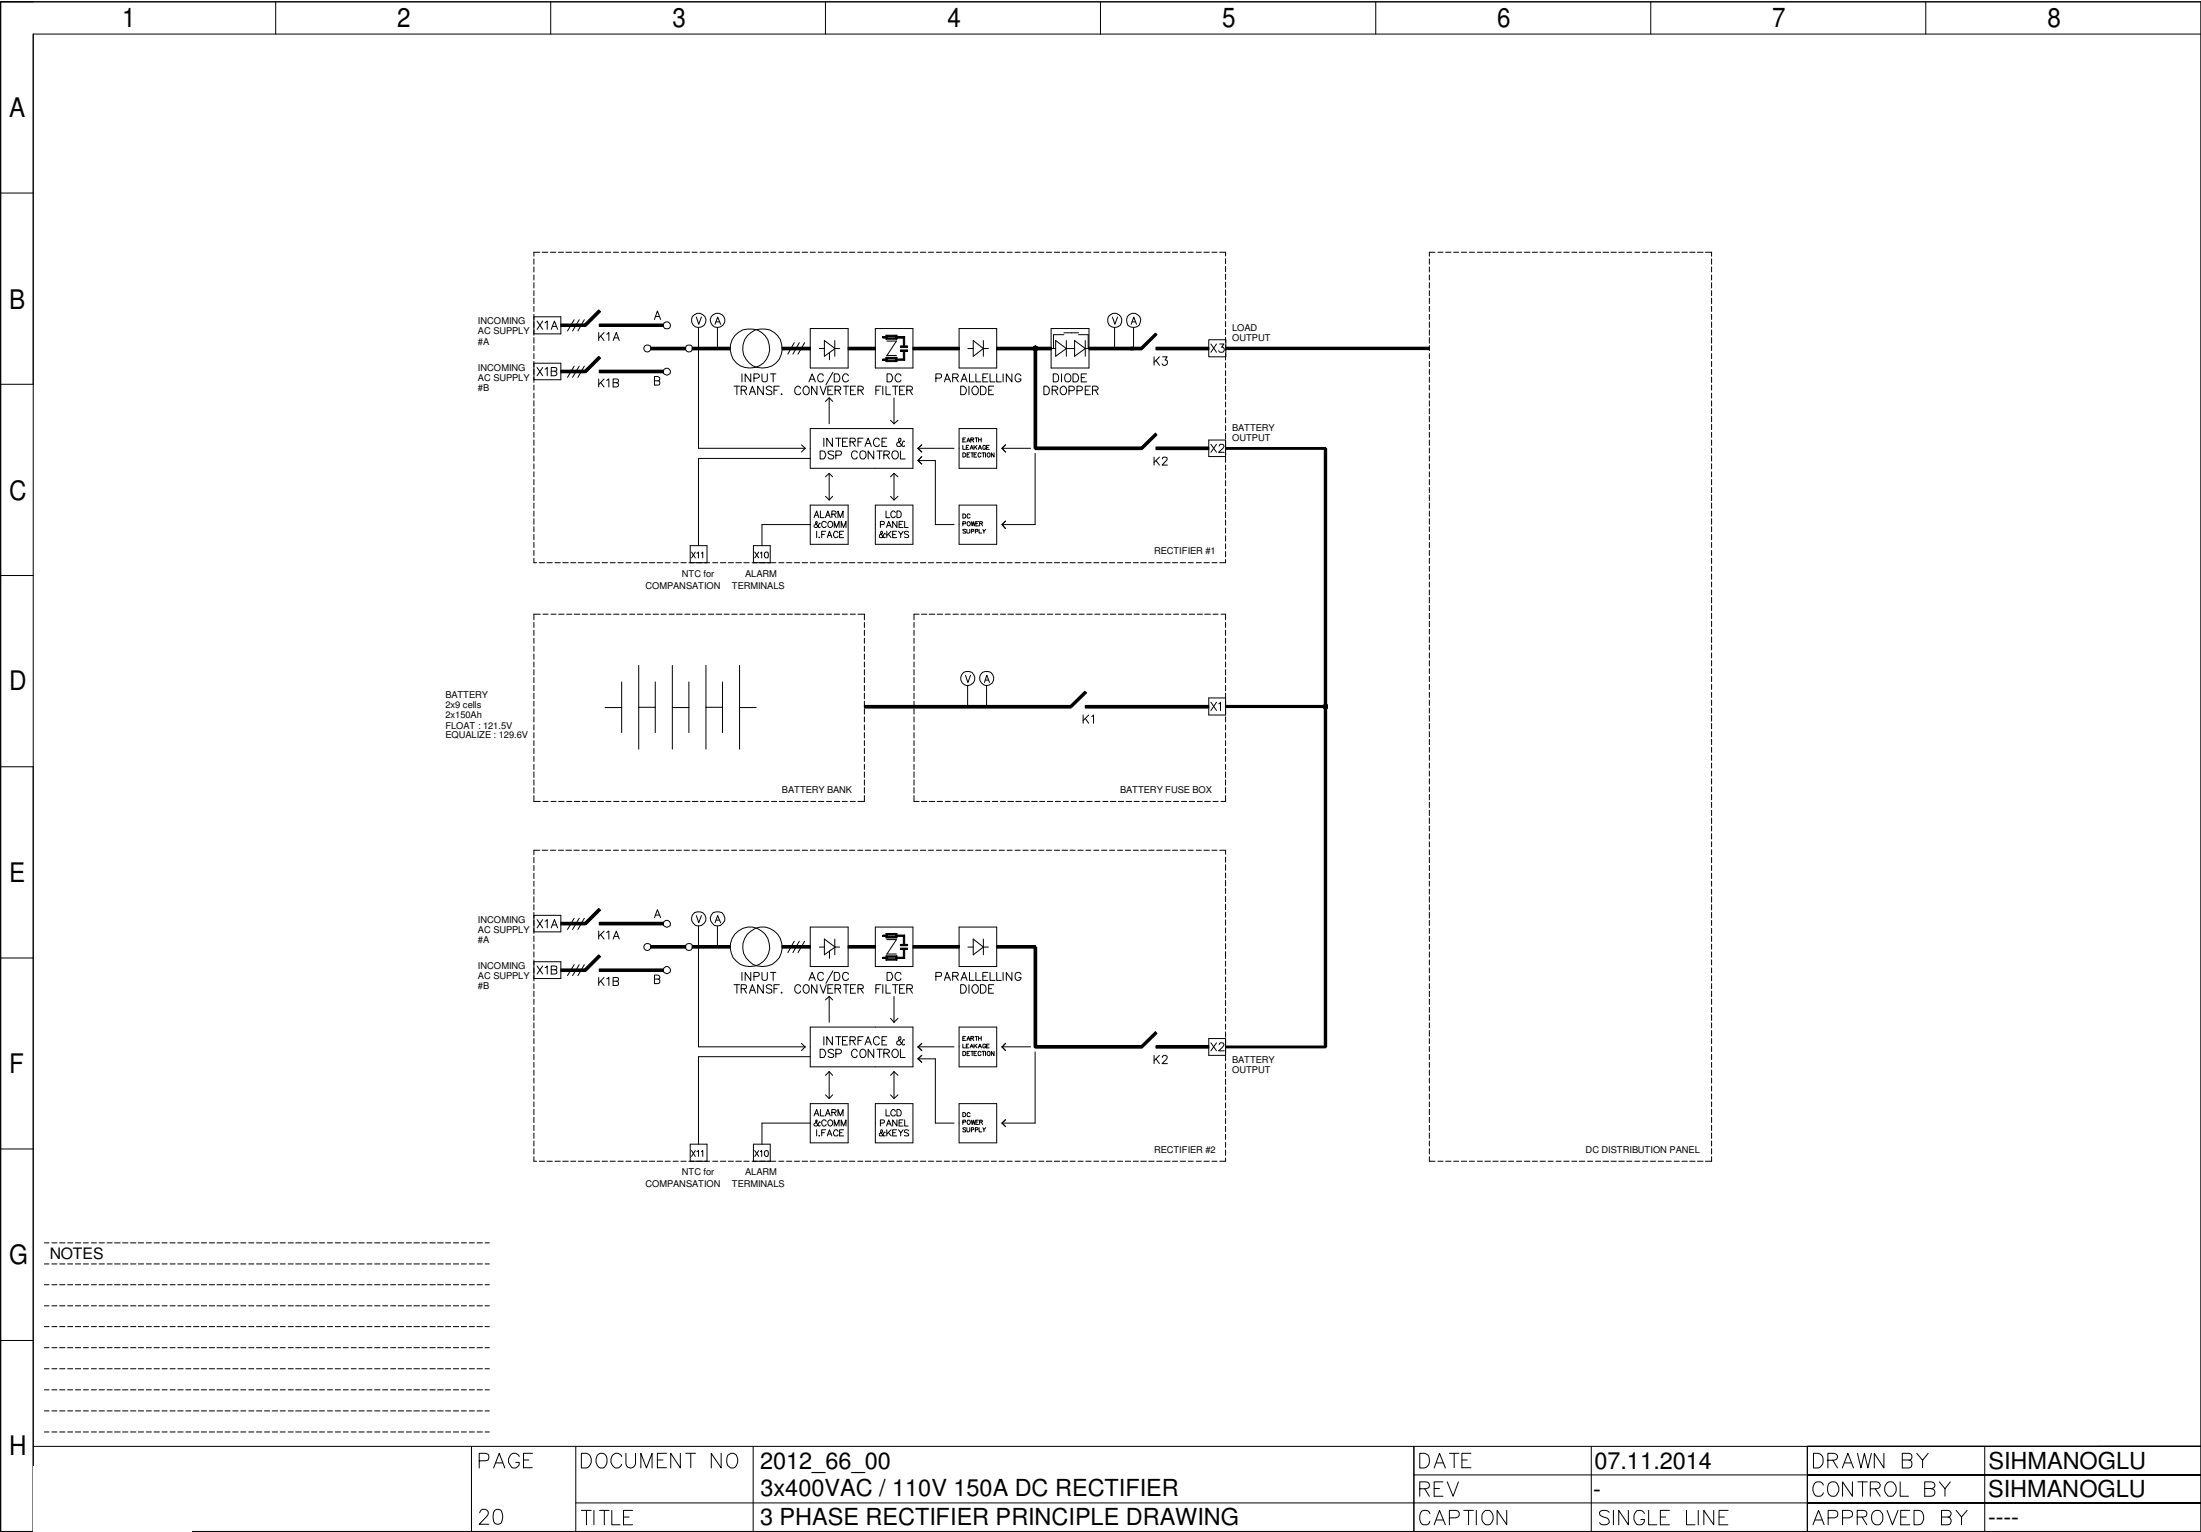 1 2 3 4 5 6 7 8
A
B
C
D
E
F
G
H
INCOMING
AC SUPPLY
#A
X1A
K1A
A
INCOMING
AC SUPPLY
#B
X1B
K1B
B
V A
INPUT
TRANSF.
AC/DC
CONVERTER
DC
FILTER
PARALLELLING
DIODE
DIODE
DROPPER
V A
K3
X3
LOAD
OUTPUT
INTERFACE &
DSP CONTROL
EARTH
LEAKAGE
DETECTION
K2
X2
BATTERY
OUTPUT
ALARM
&COMM
I.FACE
LCD
PANEL
&KEYS
DC
POWER
SUPPLY
X11
X10
RECTIFIER #1
NTC for
COMPANSATION
ALARM
TERMINALS
BATTERY
2x9 cells
2x150Ah
FLOAT : 121.5V
EQUALIZE : 129.6V
BATTERY BANK
V A
K1
X1
BATTERY FUSE BOX
INCOMING
AC SUPPLY
#A
X1A
K1A
A
INCOMING
AC SUPPLY
#B
X1B
K1B
B
V A
INPUT
TRANSF.
AC/DC
CONVERTER
DC
FILTER
PARALLELLING
DIODE
INTERFACE &
DSP CONTROL
EARTH
LEAKAGE
DETECTION
K2
X2
BATTERY
OUTPUT
ALARM
&COMM
I.FACE
LCD
PANEL
&KEYS
DC
POWER
SUPPLY
X11
X10
RECTIFIER #2
NTC for
COMPANSATION
ALARM
TERMINALS
DC DISTRIBUTION PANEL
NOTES
PAGE
20
DOCUMENT NO
2012_66_00
3x400VAC / 110V 150A DC RECTIFIER
TITLE
3 PHASE RECTIFIER PRINCIPLE DRAWING
DATE 07.11.2014
REV -
CAPTION SINGLE LINE
DRAWN BY SIHMANOGLU
CONTROL BY SIHMANOGLU
APPROVED BY ----